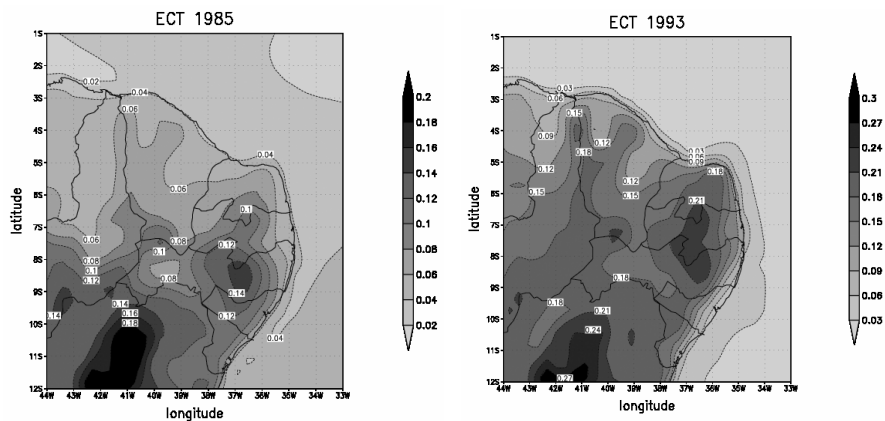 ECT 1985
1S
2S
3S
4S
5S
6S
7S
8S
9S
10S
11S
12S
latitude
44W 43W 42W 41W 40W 39W 38W 37W 36W 35W 34W 33W
longitude
0.02
0.04
0.06
0.04
0.06
0.1
0.06
0.08
0.12
0.08
0.1
0.1
0.12
0.08
0.14
0.14
0.14
0.16
0.12
0.18
0.04
0.2
0.18
0.16
0.14
0.12
0.1
0.08
0.06
0.04
0.02
ECT 1993
1S
2S
3S
4S
5S
6S
7S
8S
9S
10S
11S
12S
latitude
44W 43W 42W 41W 40W 39W 38W 37W 36W 35W 34W 33W
longitude
0.03
0.06
0.15
0.09
0.12
0.03
0.06
0.09
0.18
0.12
0.18
0.12
0.15
0.15
0.21
0.18
0.18
0.21
0.24
0.27
0.3
0.27
0.24
0.21
0.18
0.15
0.12
0.09
0.06
0.03